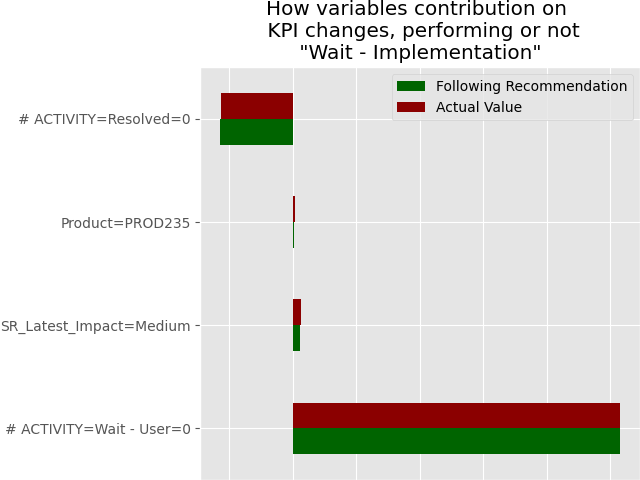 How variables contribution on
KPI changes, performing or not
"Wait - Implementation"
Following Recommendation
Actual Value
# ACTIVITY=Resolved=0
Product=PROD235
SR_Latest_Impact=Medium
# ACTIVITY=Wait - User=0